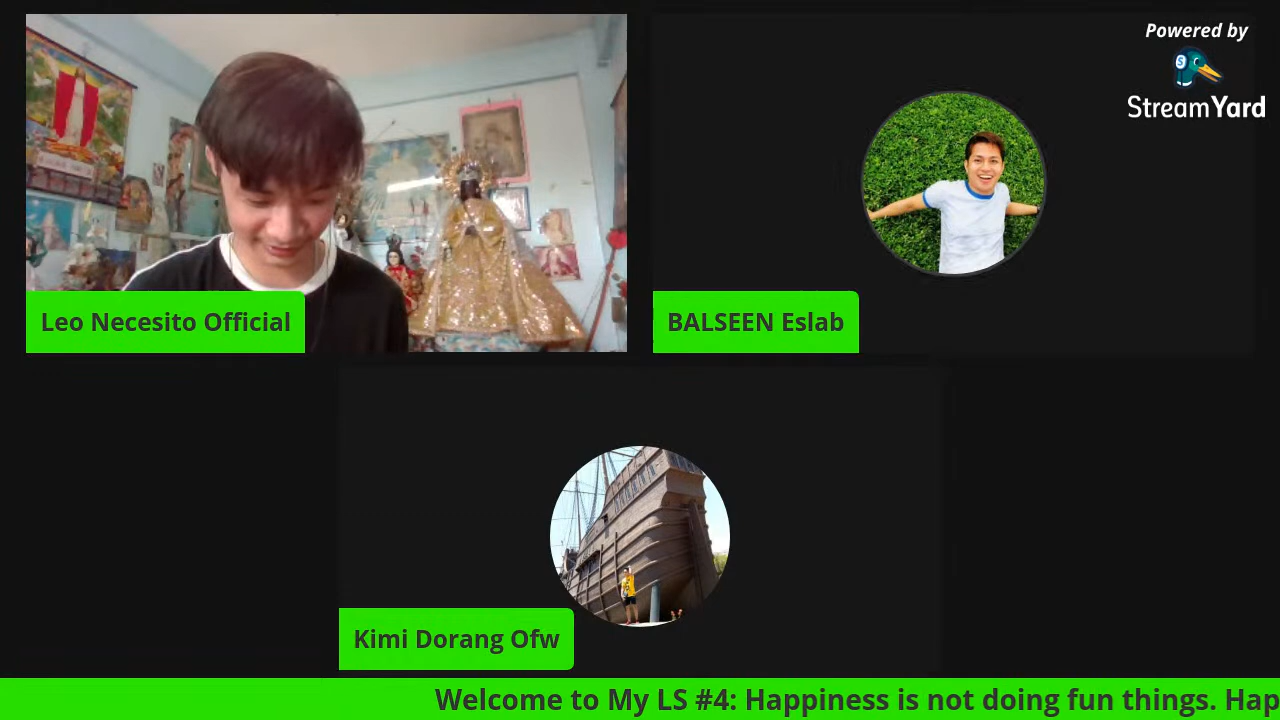 Powered by
StreamYard
Leo Necesito Official
BALSEEN Eslab
Kimi Dorang Ofw
Welcome to My LS #4: Happiness is not doing fun things. Hap